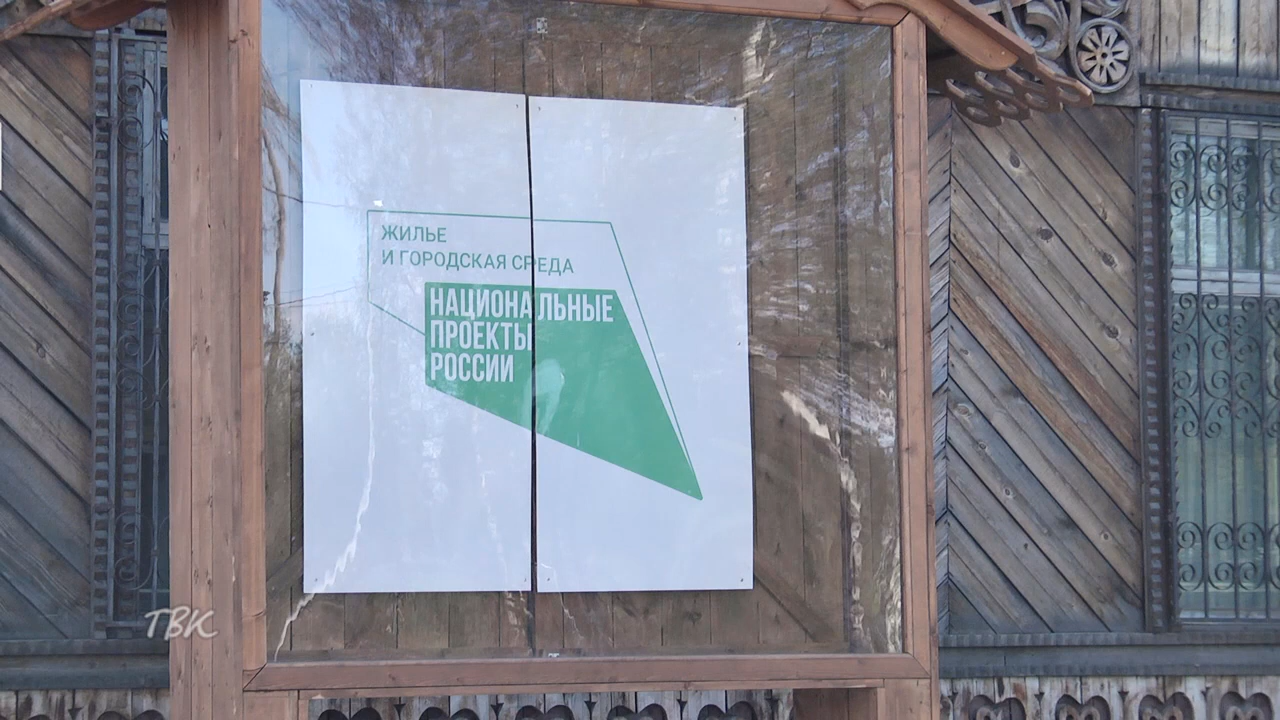 ЖИЛЬЕ
И ГОРОДСКАЯ СРЕДА
НАЦИОНАЛЬНЫЕ
ПРОЕКТЫ
РОССИИ
ТВК